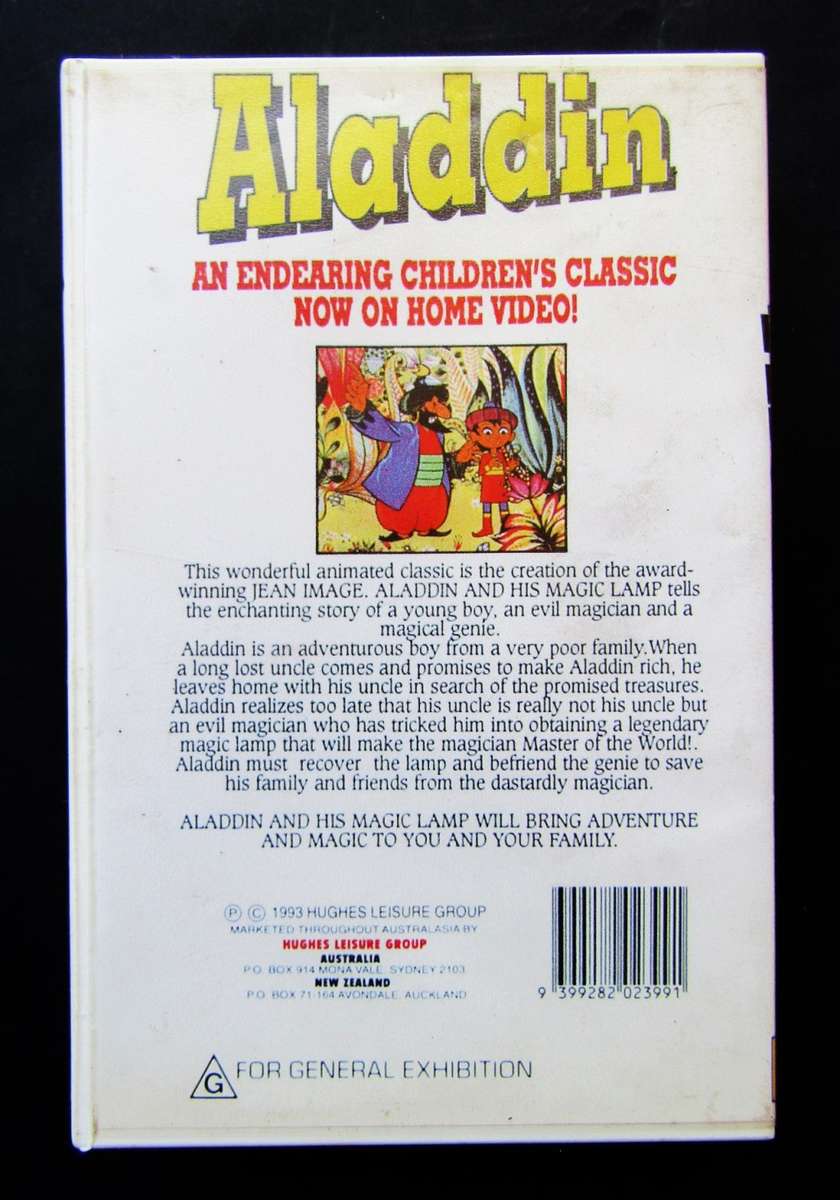 Aladdin
AN ENDEARING CHILDREN'S CLASSIC
NOW ON HOME VIDEO!
This wonderful animated classic is the creation of the award-
winning JEAN IMAGE. ALADDIN AND HIS MAGIC LAMP tells
the enchanting story of a young boy, an evil magician and a
magical genie.
Aladdin is an adventurous boy from a very poor family.When
a long lost uncle comes and promises to make Aladdin rich, he
leaves home with his uncle in search of the promised treasures.
Aladdin realizes too late that his uncle is really not his uncle but
an evil magician who has tricked him into obtaining a legendary
magic lamp that will make the magician Master of the World!.
Aladdin must recover the lamp and befriend the genie to save
his family and friends from the dastardly magician.
ALADDIN AND HIS MAGIC LAMP WILL BRING ADVENTURE
AND MAGIC TO YOU AND YOUR FAMILY.
Ⓟ © 1993 HUGHES LEISURE GROUP
MARKETED THROUGHOUT AUSTRALASIA BY
HUGHES LEISURE GROUP
AUSTRALIA
P.O. BOX 914 MONA VALE, SYDNEY 2103
NEW ZEALAND
P.O. BOX 71-164 AVONDALE, AUCKLAND
9 399282 023991
G FOR GENERAL EXHIBITION